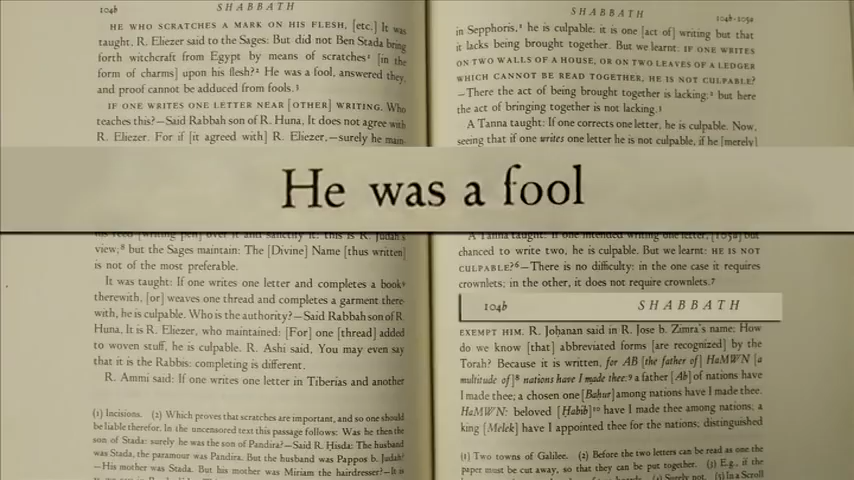 104b
SHABBATH
HE WHO SCRATCHES A MARK ON HIS FLESH, [etc.] It was
taught, R. Eliezer said to the Sages: But did not Ben Stada bring
forth witchcraft from Egypt by means of scratches¹ [in the
form of charms] upon his flesh?² He was a fool, answered they,
and proof cannot be adduced from fools.³
IF ONE WRITES ONE LETTER NEAR [OTHER] WRITING. Who
teaches this?—Said Rabbah son of R. Huna, It does not agree with
R. Eliezer. For if [it agreed with] R. Eliezer,—surely he main-
He was a fool
view,⁸ but the Sages maintain: The [Divine] Name [thus written]
is not of the most preferable.
It was taught: If one writes one letter and completes a book⁹
therewith, [or] weaves one thread and completes a garment there-
with, he is culpable. Who is the authority?—Said Rabbah son of R.
Huna, It is R. Eliezer, who maintained: [For] one [thread] added
to woven stuff, he is culpable. R. Ashi said, You may even say
that it is the Rabbis: completing is different.
R. Ammi said: If one writes one letter in Tiberias and another
(1) Incisions. (2) Which proves that scratches are important, and so one should
be liable therefor. In the uncensored text this passage follows: Was he then the
son of Stada: surely he was the son of Pandira?—Said R. Ḥisda: The husband
was Stada, the paramour was Pandira. But the husband was Pappos b. Judah?
—His mother was Stada. But his mother was Miriam the hairdresser?—It is
SHABBATH
104b-105a
in Sepphoris,¹ he is culpable: it is one [act of] writing but that
it lacks being brought together. But we learnt: IF ONE WRITES
ON TWO WALLS OF A HOUSE, OR ON TWO LEAVES OF A LEDGER
WHICH CANNOT BE READ TOGETHER, HE IS NOT CULPABLE?
—There the act of being brought together is lacking,² but here
the act of bringing together is not lacking.³
A Tanna taught: If one corrects one letter, he is culpable. Now,
seeing that if one writes one letter he is not culpable, if he [merely]
A Tanna taught: If one intended writing one letter, [105a] but
chanced to write two, he is culpable. But we learnt: HE IS NOT
CULPABLE?⁶—There is no difficulty: in the one case it requires
crownlets; in the other, it does not require crownlets.⁷
104b
SHABBATH
EXEMPT HIM. R. Joḥanan said in R. Jose b. Zimra's name: How
do we know [that] abbreviated forms [are recognized] by the
Torah? Because it is written, for AB [the father of] HaMWN [a
multitude of]⁸ nations have I made thee:⁹ a father [Ab] of nations have
I made thee; a chosen one [Baḥur] among nations have I made thee.
HaMWN: beloved [Ḥabib]¹⁰ have I made thee among nations; a
king [Melek] have I appointed thee for the nations; distinguished
(1) Two towns of Galilee. (2) Before the two letters can be read as one the
paper must be cut away, so that they can be put together. (3) E.g., if the